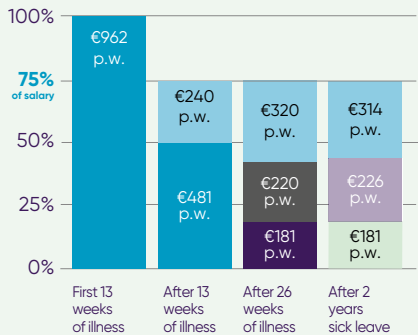 100%
75%
of salary
50%
25%
0%
€962
p.w.
€240
p.w.
€481
p.w.
€320
p.w.
€220
p.w.
€181
p.w.
€314
p.w.
€226
p.w.
€181
p.w.
First 13
weeks
of illness
After 13
weeks
of illness
After 26
weeks
of illness
After 2
years
sick leave